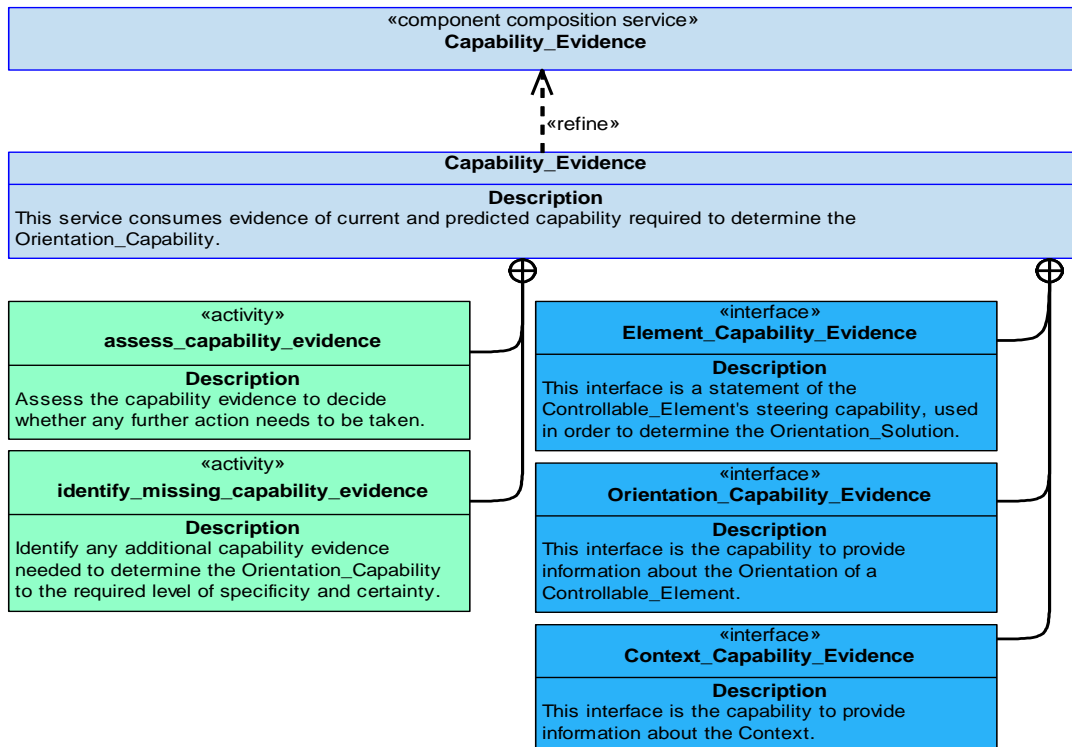 «component composition service»
Capability_Evidence
«refine»
Capability_Evidence
Description
This service consumes evidence of current and predicted capability required to determine the
Orientation_Capability.
«activity»
assess_capability_evidence
Description
Assess the capability evidence to decide
whether any further action needs to be taken.
«activity»
identify_missing_capability_evidence
Description
Identify any additional capability evidence
needed to determine the Orientation_Capability
to the required level of specificity and certainty.
«interface»
Element_Capability_Evidence
Description
This interface is a statement of the
Controllable_Element's steering capability, used
in order to determine the Orientation_Solution.
«interface»
Orientation_Capability_Evidence
Description
This interface is the capability to provide
information about the Orientation of a
Controllable_Element.
«interface»
Context_Capability_Evidence
Description
This interface is the capability to provide
information about the Context.